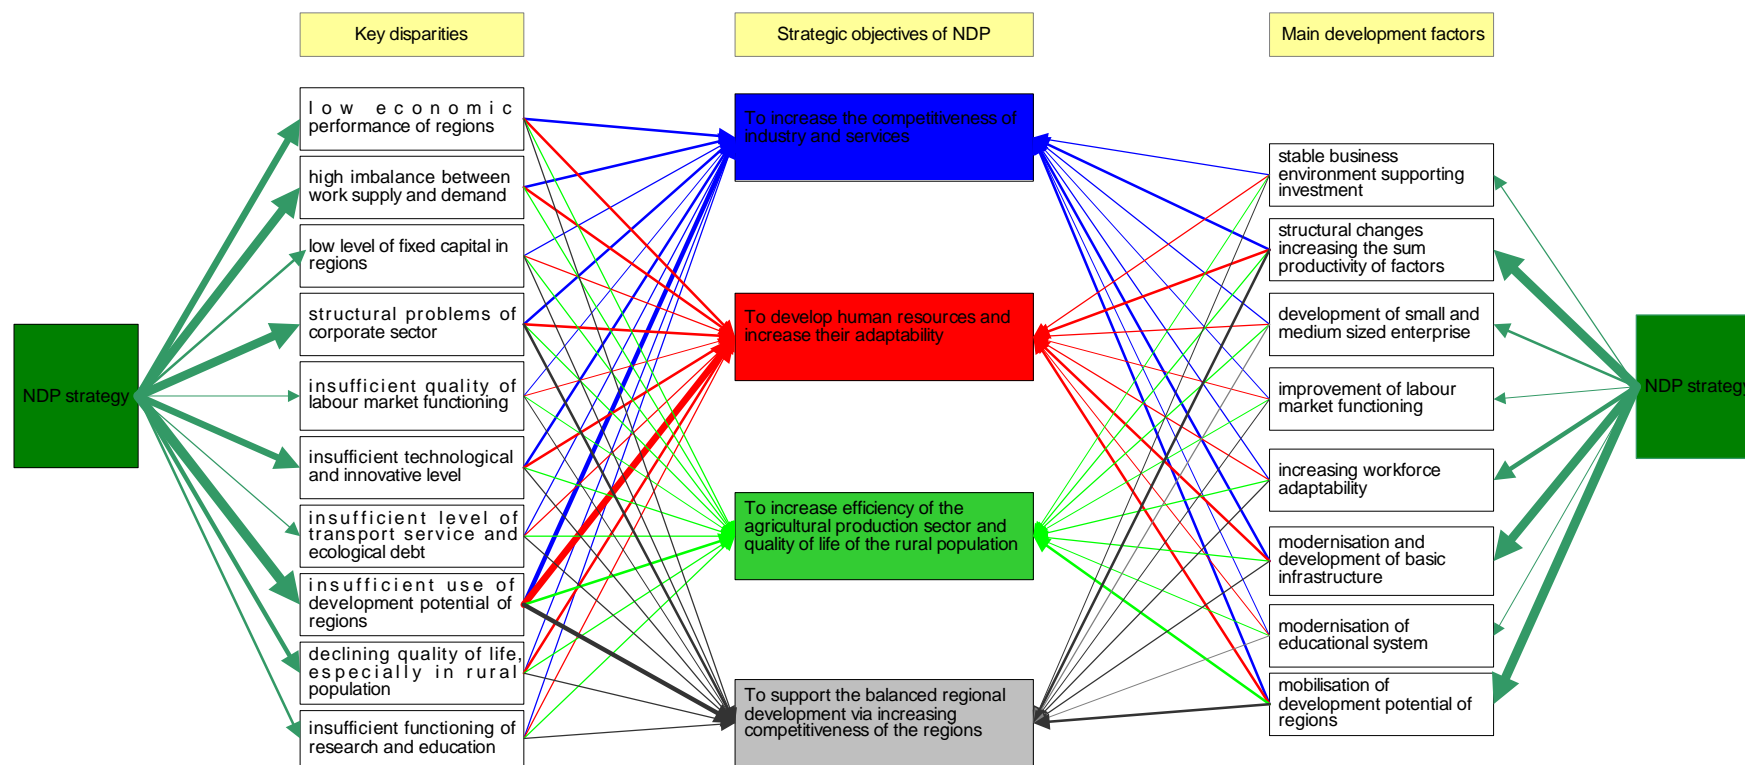 Key disparities
Strategic objectives of NDP
Main development factors
low economic
performance of regions
high imbalance between
work supply and demand
low level of fixed capital in
regions
structural problems of
corporate sector
insufficient quality of
labour market functioning
insufficient technological
and innovative level
insufficient level of
transport service and
ecological debt
insufficient use of
development potential of
regions
declining quality of life,
especially in rural
population
insufficient functioning of
research and education
NDP strategy
To increase the competitiveness of
industry and services
To develop human resources and
increase their adaptability
To increase efficiency of the
agricultural production sector and
quality of life of the rural population
To support the balanced regional
development via increasing
competitiveness of the regions
stable business
environment supporting
investment
structural changes
increasing the sum
productivity of factors
development of small and
medium sized enterprise
improvement of labour
market functioning
increasing workforce
adaptability
modernisation and
development of basic
infrastructure
modernisation of
educational system
mobilisation of
development potential of
regions
NDP strategy